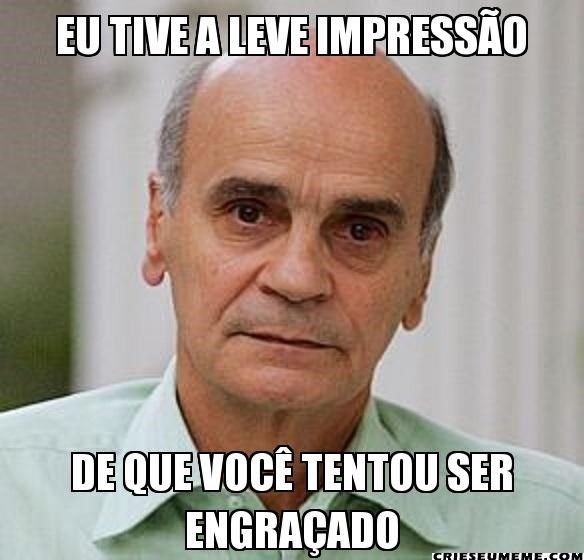 EU TIVE A LEVE IMPRESSÃO
DE QUE VOCÊ TENTOU SER
ENGRAÇADO
CRIESEUMEME.COM